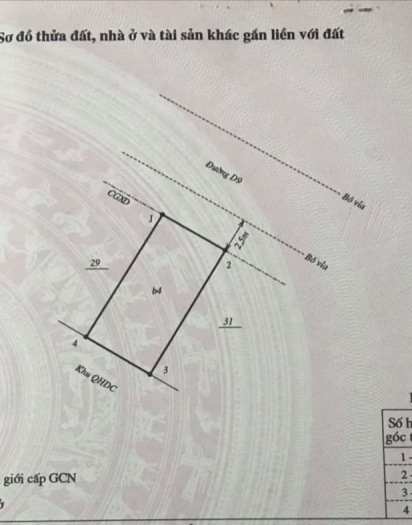 Sơ đồ thửa đất, nhà ở và tài sản khác gắn liền với đất
Đường D9
Bó vỉa
CGXD
1
2,5m
Bó vỉa
2
29
b4
31
4
3
Khu QHDC
giới cấp GCN
Số h
góc t
1-
2-
3-
4